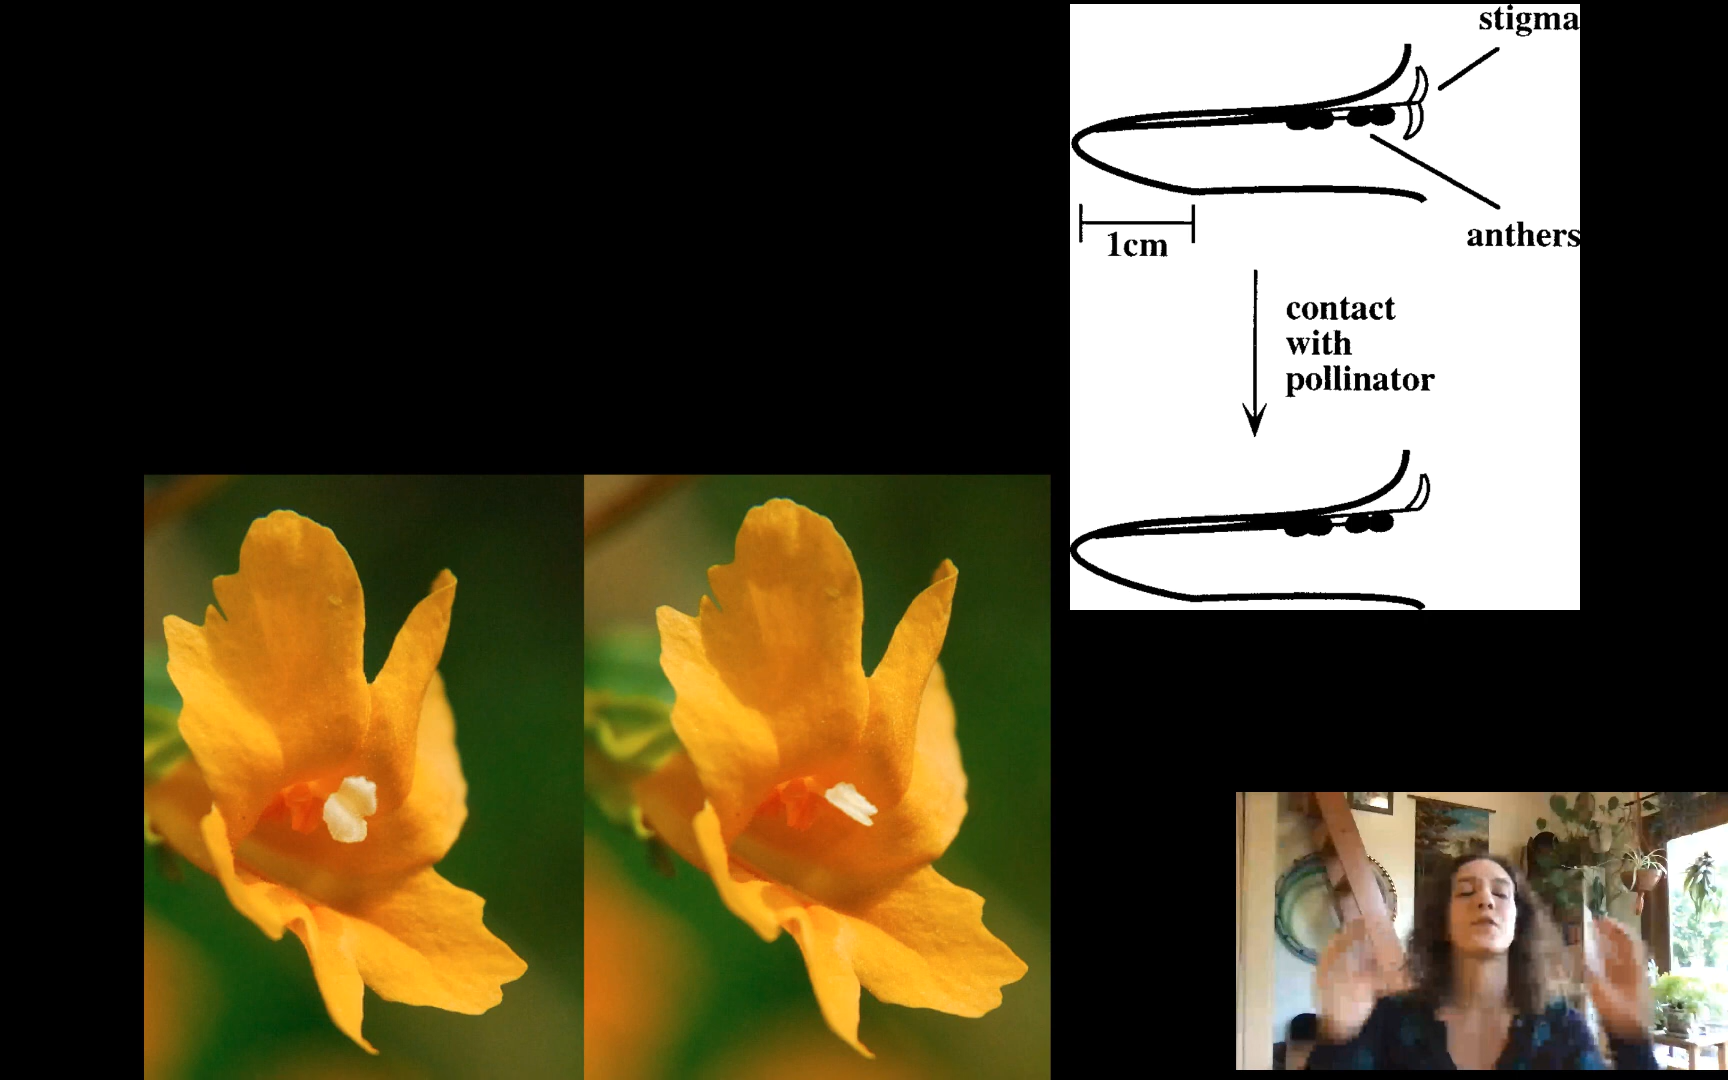 stigma
anthers
1cm
contact
with
pollinator